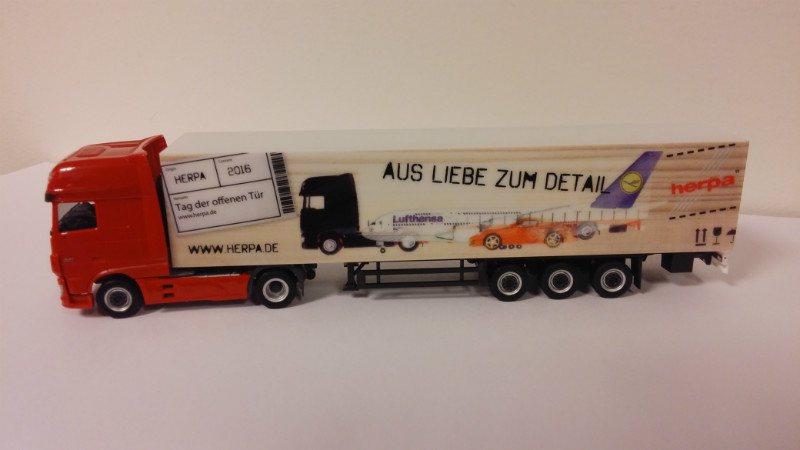 HERPA 2016
Tag der offenen Tür
www.herpa.de
WWW.HERPA.DE
AUS LIEBE ZUM DETAIL
Lufthansa
herpa